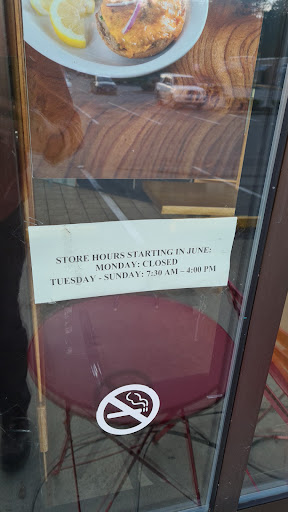 STORE HOURS STARTING IN JUNE:
MONDAY: CLOSED
TUESDAY - SUNDAY: 7:30 AM – 4:00 PM